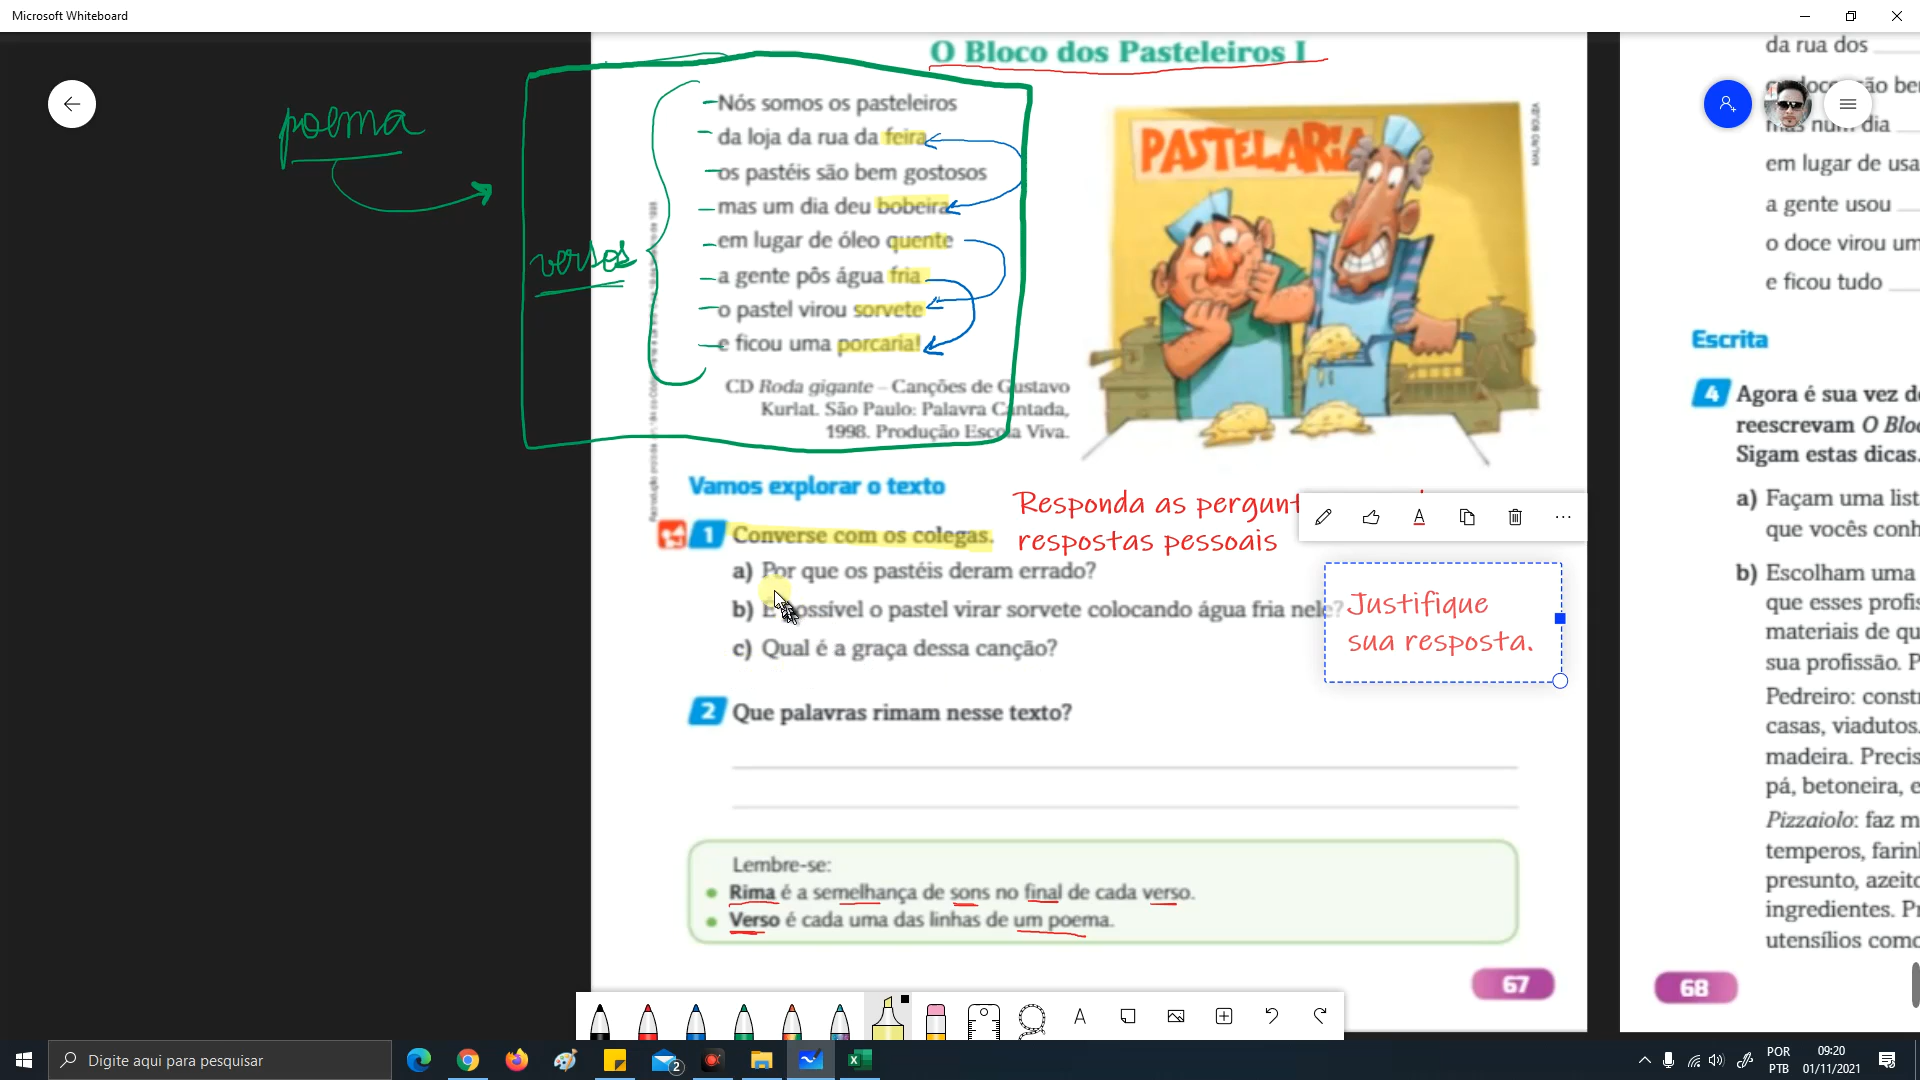 Microsoft Whiteboard
O Bloco dos Pasteleiros I
poema
versos
Nós somos os pasteleiros
da loja da rua da feira
os pastéis são bem gostosos
mas um dia deu bobeira
em lugar de óleo quente
a gente pôs água fria
o pastel virou sorvete
e ficou uma porcaria!
CD Roda gigante – Canções de Gustavo
Kurlat. São Paulo: Palavra Cantada,
1998. Produção Escola Viva.
PASTELARIA
Vamos explorar o texto
Responda as
respostas pessoais
1 Converse com os colegas.
a) Por que os pastéis deram errado?
b) É possível o pastel virar sorvete colocando água fria nele?
Justifique
sua resposta.
c) Qual é a graça dessa canção?
2 Que palavras rimam nesse texto?
Lembre-se:
Rima é a semelhança de sons no final de cada verso.
Verso é cada uma das linhas de um poema.
67
da rua dos
mas num dia
em lugar de usa
a gente usou
o doce virou um
e ficou tudo
Escrita
4 Agora é sua vez d
reescrevam O Blo
Sigam estas dicas.
a) Façam uma list
que vocês conh
b) Escolham uma
que esses profis
materiais de qu
sua profissão. P
Pedreiro: constr
casas, viadutos.
madeira. Precis
pá, betoneira, e
Pizzaiolo: faz m
temperos, farinh
presunto, azeito
ingredientes. Pr
utensílios como
68
A
Digite aqui para pesquisar
2
POR
PTB
09:20
01/11/2021